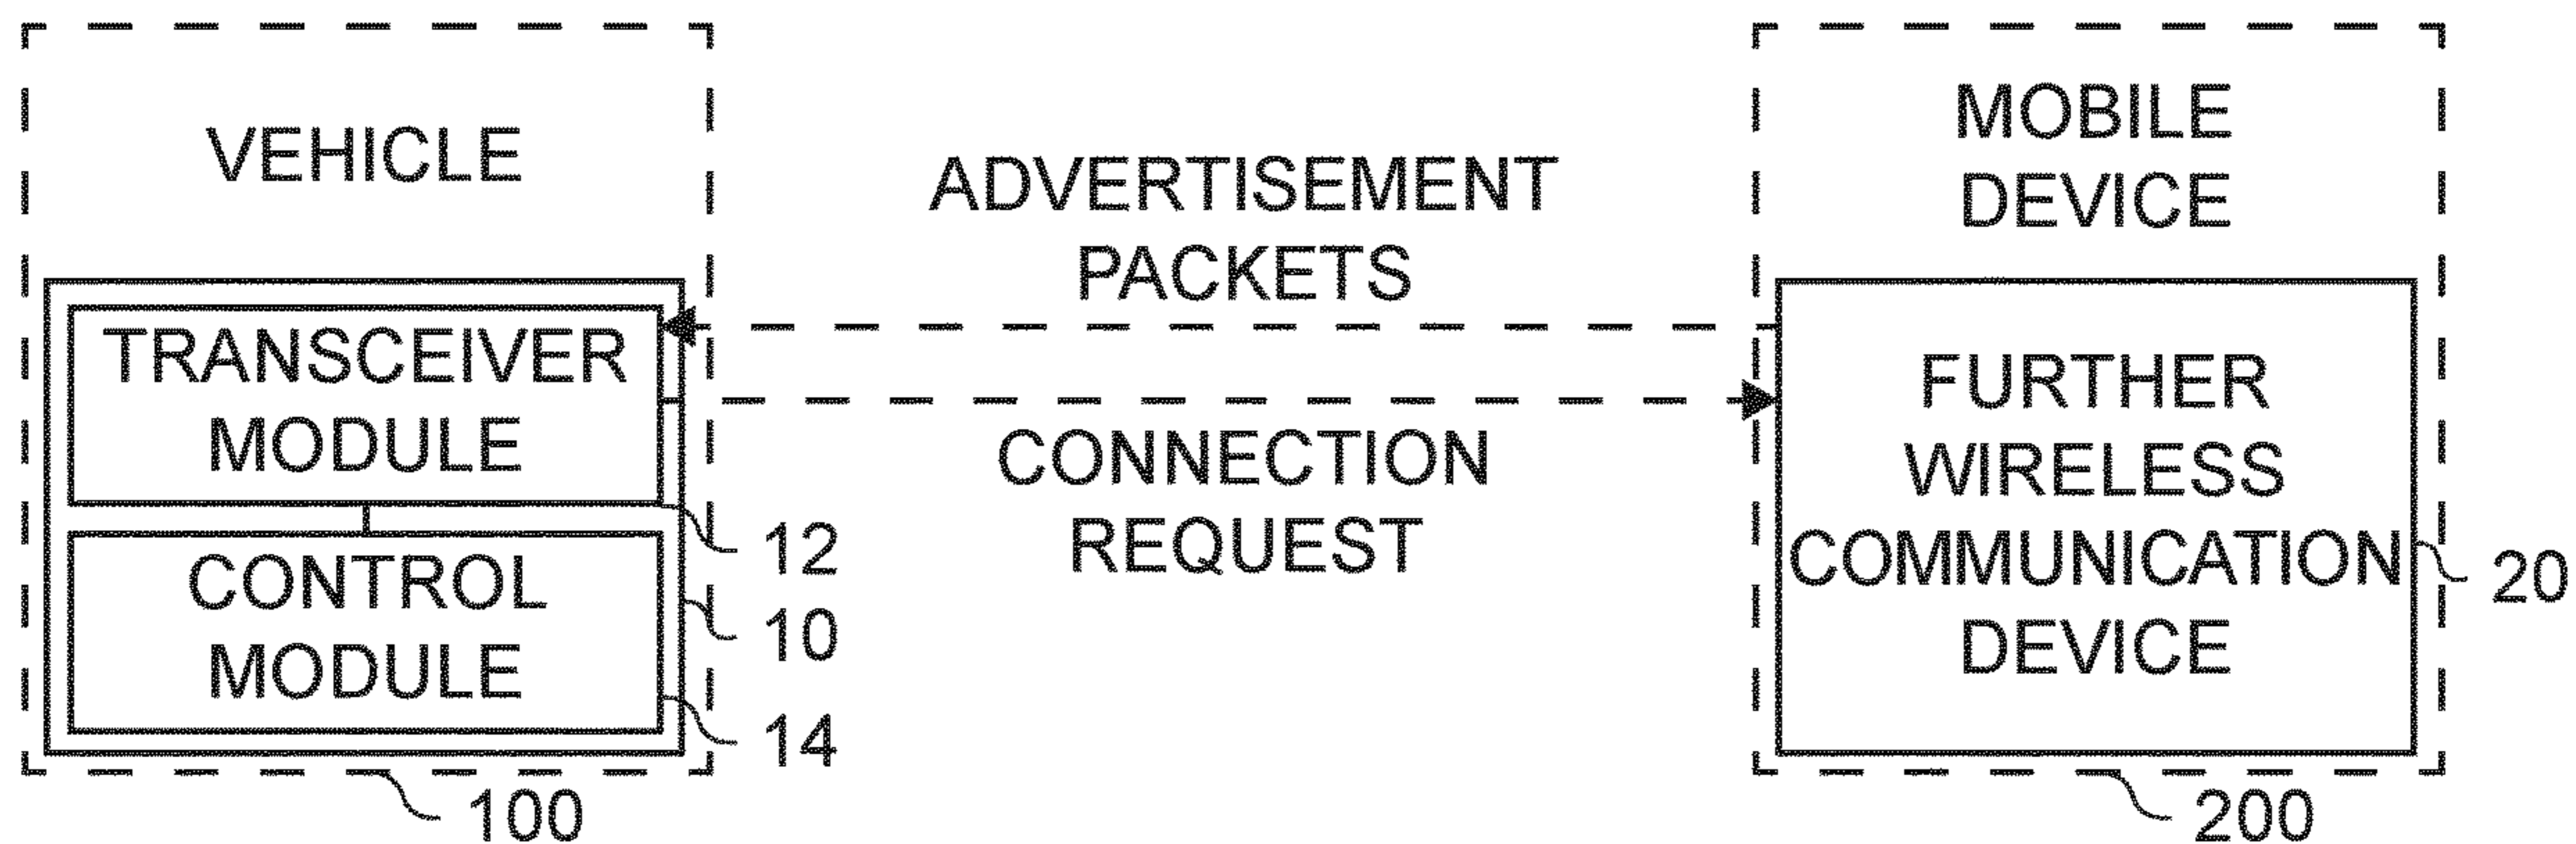 VEHICLE
TRANSCEIVER
MODULE
12
CONTROL
MODULE
10
14
100
ADVERTISEMENT
PACKETS
CONNECTION
REQUEST
MOBILE
DEVICE
FURTHER
WIRELESS
COMMUNICATION
DEVICE
20
200